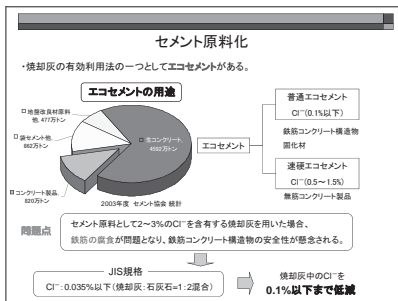 セメント原料化
・焼却灰の有効利用法の一つとしてエコセメントがある。
エコセメントの用途
□ 地盤改良材原料
他, 477万トン
□ 袋セメント他,
862万トン
■ コンクリート製品,
820万トン
■ 生コンクリート,
4592万トン
2003年度 セメント協会 統計
エコセメント
普通エコセメント
Cl⁻(0.1%以下)
鉄筋コンクリート構造物
固化材
速硬エコセメント
Cl⁻(0.5~1.5%)
無筋コンクリート製品
問題点
セメント原料として2~3%のCl⁻を含有する焼却灰を用いた場合、
鉄筋の腐食が問題となり、鉄筋コンクリート構造物の安全性が懸念される。
JIS規格
Cl⁻:0.035%以下(焼却灰:石灰石=1:2混合)
焼却灰中のCl⁻を
0.1%以下まで低減